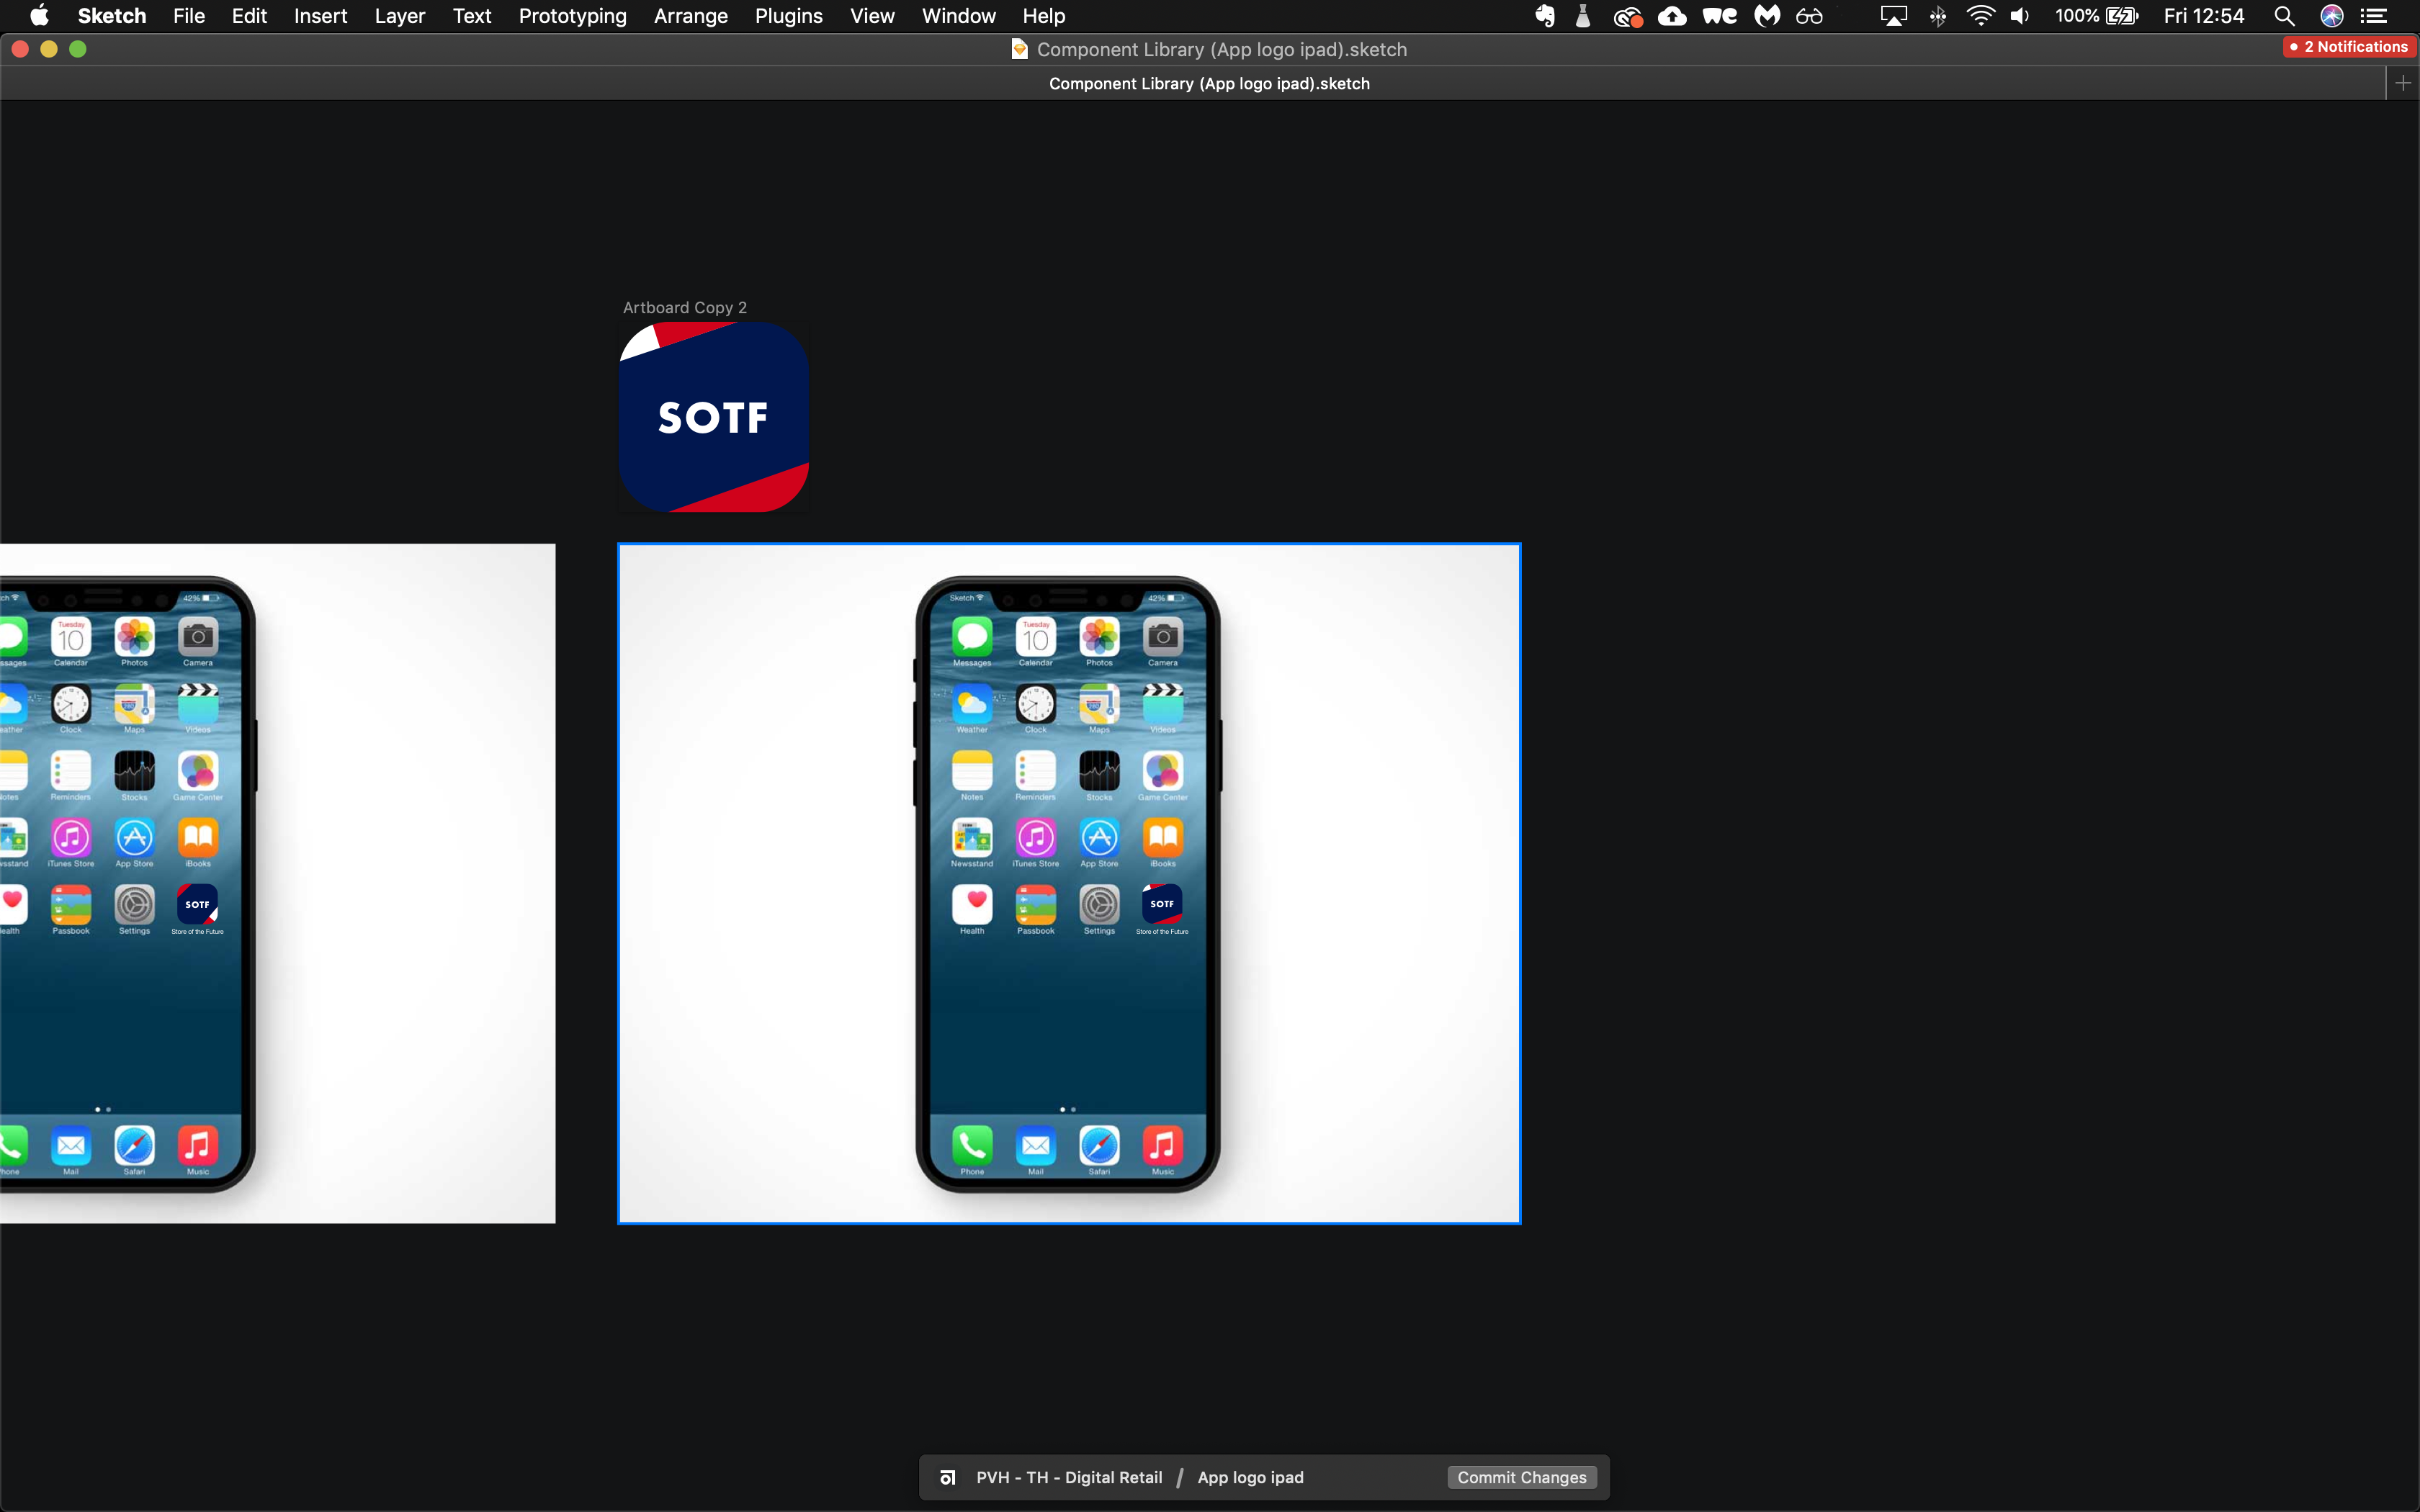 Sketch File Edit Insert Layer Text Prototyping Arrange Plugins View Window Help 100% Fri 12:54
Component Library (App logo ipad).sketch
2 Notifications
Component Library (App logo ipad).sketch
Artboard Copy 2
SOTF
ch 42%
Tuesday
10
ssages Calendar Photos Camera
eather Clock Maps Videos
otes Reminders Stocks Game Center
wsstand iTunes Store App Store iBooks
SOTF
ealth Passbook Settings Store of the Future
hone Mail Safari Music
Sketch 42%
Tuesday
10
Messages Calendar Photos Camera
Weather Clock Maps Videos
Notes Reminders Stocks Game Center
Newsstand iTunes Store App Store iBooks
SOTF
Health Passbook Settings Store of the Future
Phone Mail Safari Music
PVH - TH - Digital Retail / App logo ipad Commit Changes